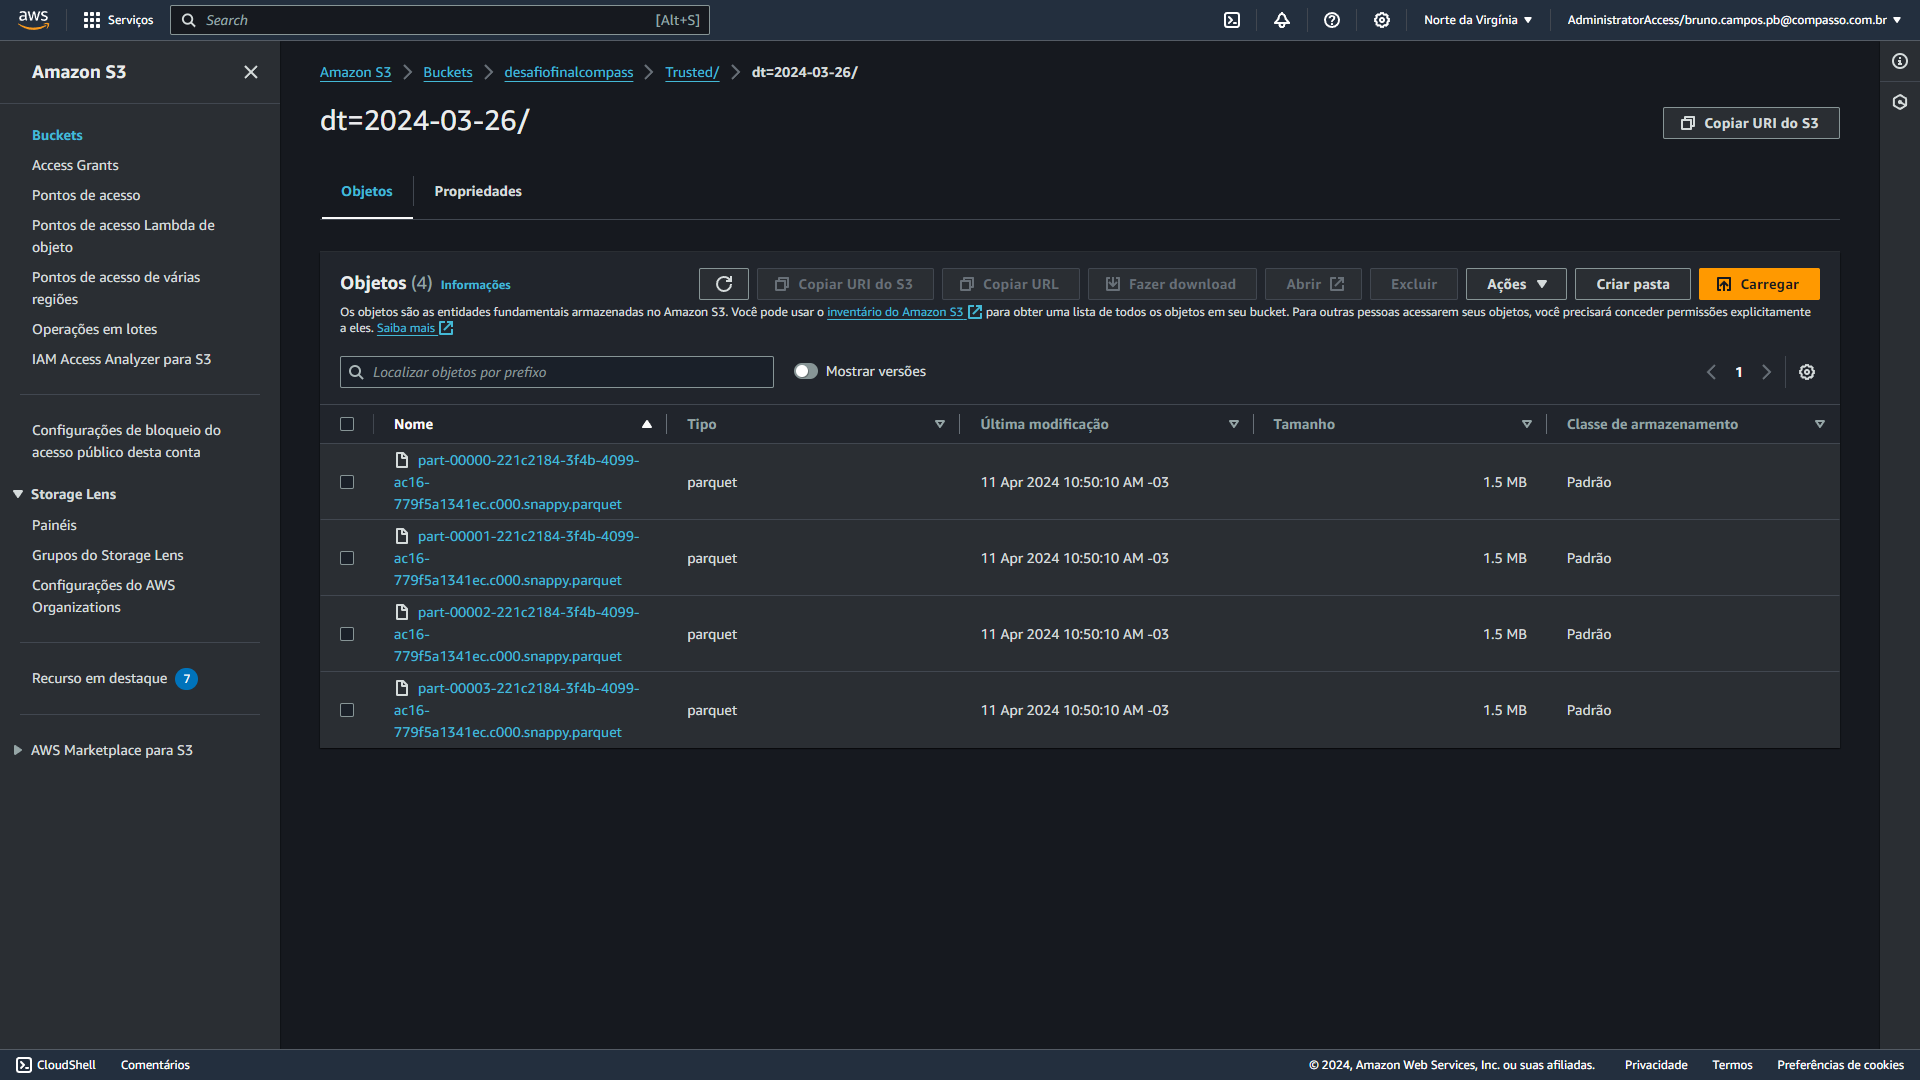 aws
Serviços
Search
[Alt+S]
Norte da Virgínia
AdministratorAccess/bruno.campos.pb@compasso.com.br
Amazon S3
Buckets
Access Grants
Pontos de acesso
Pontos de acesso Lambda de
objeto
Pontos de acesso de várias
regiões
Operações em lotes
IAM Access Analyzer para S3
Configurações de bloqueio do
acesso público desta conta
Storage Lens
Painéis
Grupos do Storage Lens
Configurações do AWS
Organizations
Recurso em destaque 7
AWS Marketplace para S3
Amazon S3 Buckets desafiofinalcompass Trusted/ dt=2024-03-26/
dt=2024-03-26/
Copiar URI do S3
Objetos Propriedades
Objetos (4) Informações
Copiar URI do S3 Copiar URL Fazer download Abrir Excluir Ações Criar pasta Carregar
Os objetos são as entidades fundamentais armazenadas no Amazon S3. Você pode usar o inventário do Amazon S3 para obter uma lista de todos os objetos em seu bucket. Para outras pessoas acessarem seus objetos, você precisará conceder permissões explicitamente
a eles. Saiba mais
Localizar objetos por prefixo
Mostrar versões
1
Nome Tipo Última modificação Tamanho Classe de armazenamento
part-00000-221c2184-3f4b-4099-
ac16-
779f5a1341ec.c000.snappy.parquet
parquet 11 Apr 2024 10:50:10 AM -03 1.5 MB Padrão
part-00001-221c2184-3f4b-4099-
ac16-
779f5a1341ec.c000.snappy.parquet
parquet 11 Apr 2024 10:50:10 AM -03 1.5 MB Padrão
part-00002-221c2184-3f4b-4099-
ac16-
779f5a1341ec.c000.snappy.parquet
parquet 11 Apr 2024 10:50:10 AM -03 1.5 MB Padrão
part-00003-221c2184-3f4b-4099-
ac16-
779f5a1341ec.c000.snappy.parquet
parquet 11 Apr 2024 10:50:10 AM -03 1.5 MB Padrão
CloudShell Comentários
© 2024, Amazon Web Services, Inc. ou suas afiliadas. Privacidade Termos Preferências de cookies